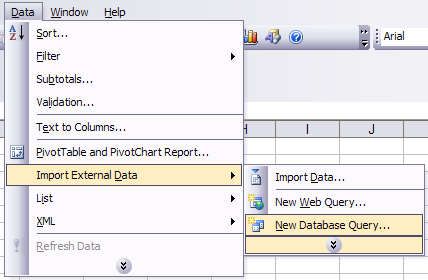 Data Window Help
Arial
Sort...
Filter
Subtotals...
Validation...
Text to Columns...
H I J
PivotTable and PivotChart Report...
Import External Data
Import Data...
List
New Web Query...
XML
New Database Query...
Refresh Data